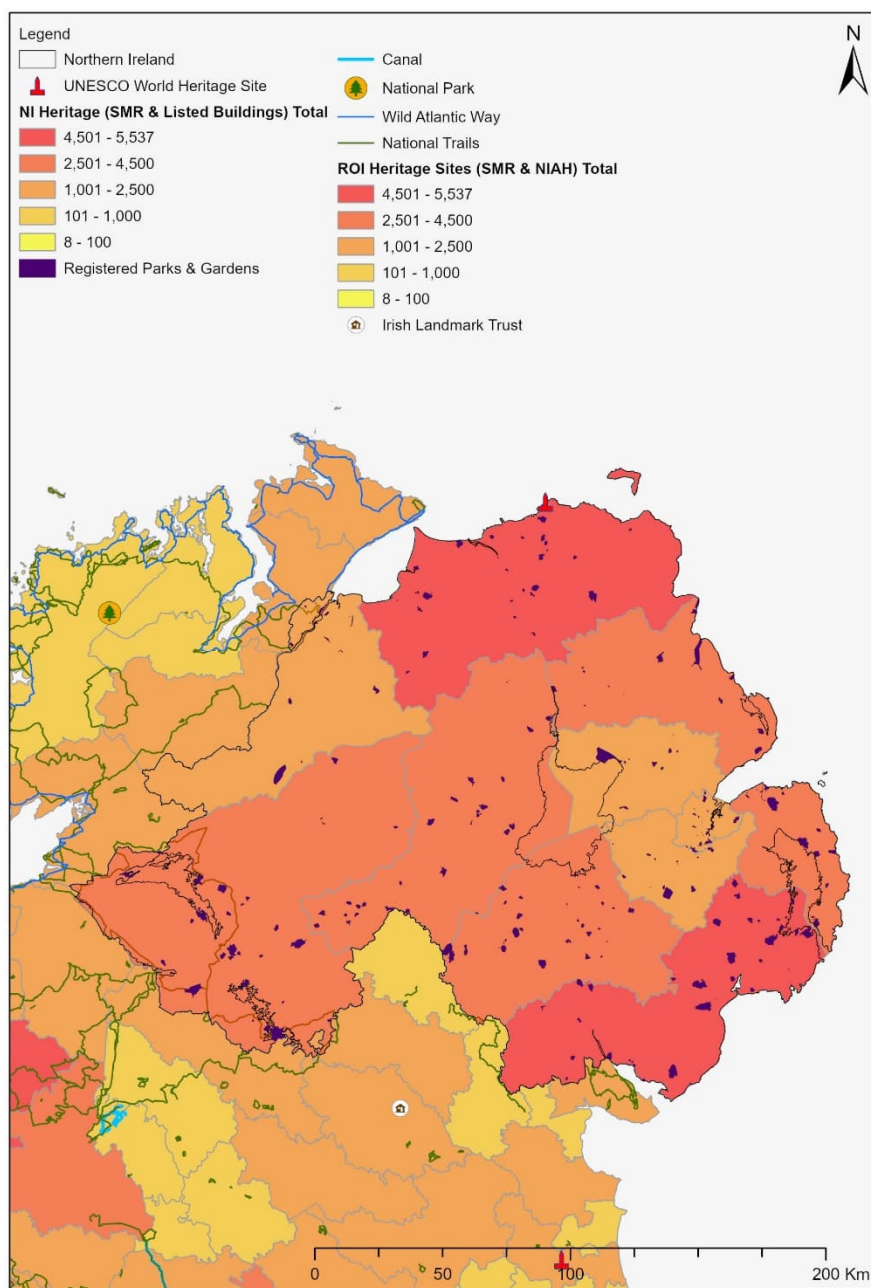 Legend
Northern Ireland
UNESCO World Heritage Site
NI Heritage (SMR & Listed Buildings) Total
4,501 - 5,537
2,501 - 4,500
1,001 - 2,500
101 - 1,000
8 - 100
Registered Parks & Gardens
Canal
National Park
Wild Atlantic Way
National Trails
ROI Heritage Sites (SMR & NIAH) Total
4,501 - 5,537
2,501 - 4,500
1,001 - 2,500
101 - 1,000
8 - 100
Irish Landmark Trust
N
0 50 100 200 Km